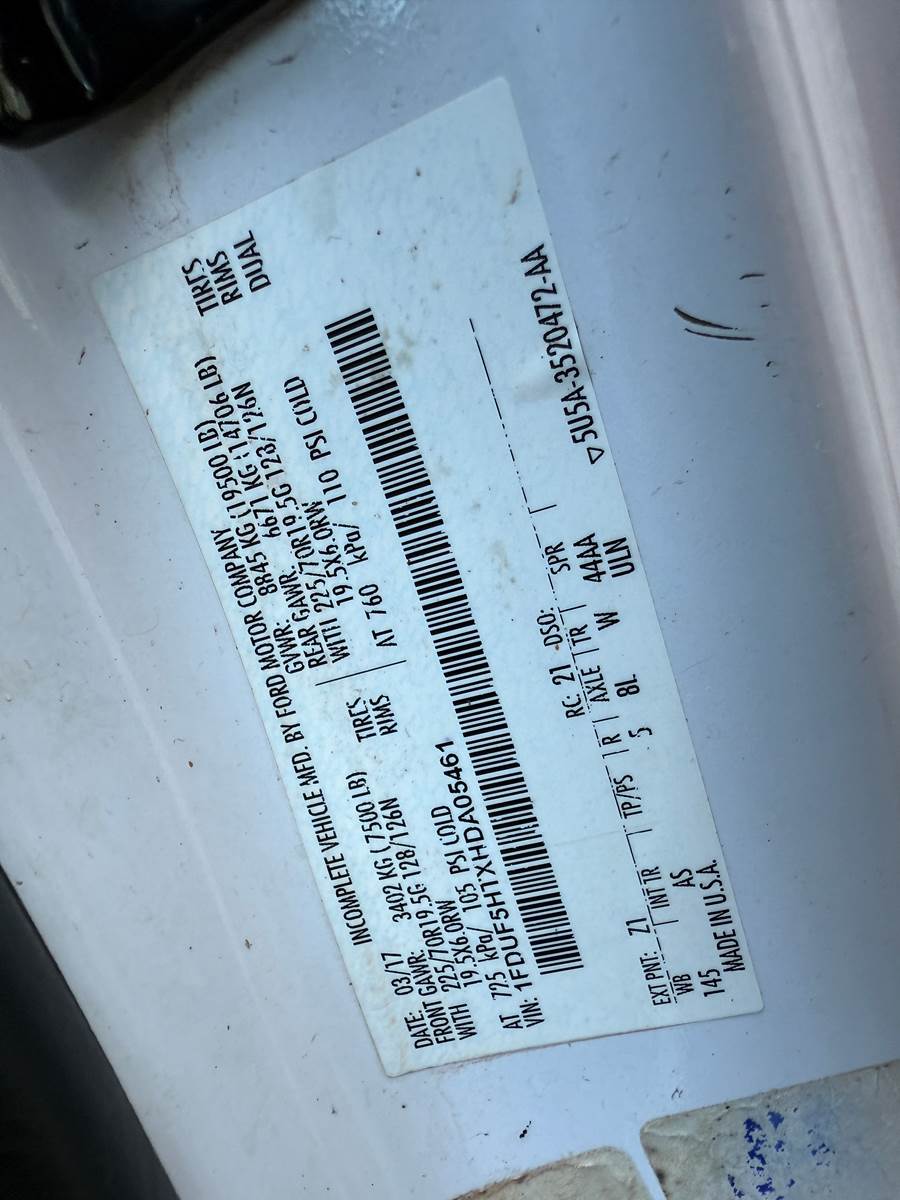 INCOMPLETE VEHICLE MFD. BY FORD MOTOR COMPANY
DATE: 03/17 GVWR: 8845 KG (19500 LB)
FRONT GAWR: 3402 KG (7500 LB) REAR GAWR: 6671 KG (14706 LB)
WITH 225/70R19.5G 128/126N TIRES WITH 225/70R19.5G 128/126N TIRES
19.5X6.0RW RIMS 19.5X6.0RW RIMS
AT 725 kPa/ 105 PSI COLD AT 760 kPa/ 110 PSI COLD DUAL
VIN: 1FDUF5HTXHDA05461
EXT PNT: Z1 RC: 21 DSO:
WB INT TR TP/PS R AXLE TR SPR
145 AS 5 8L W 44AA
MADE IN U.S.A. ULN
▽5U5A-3520472-AA